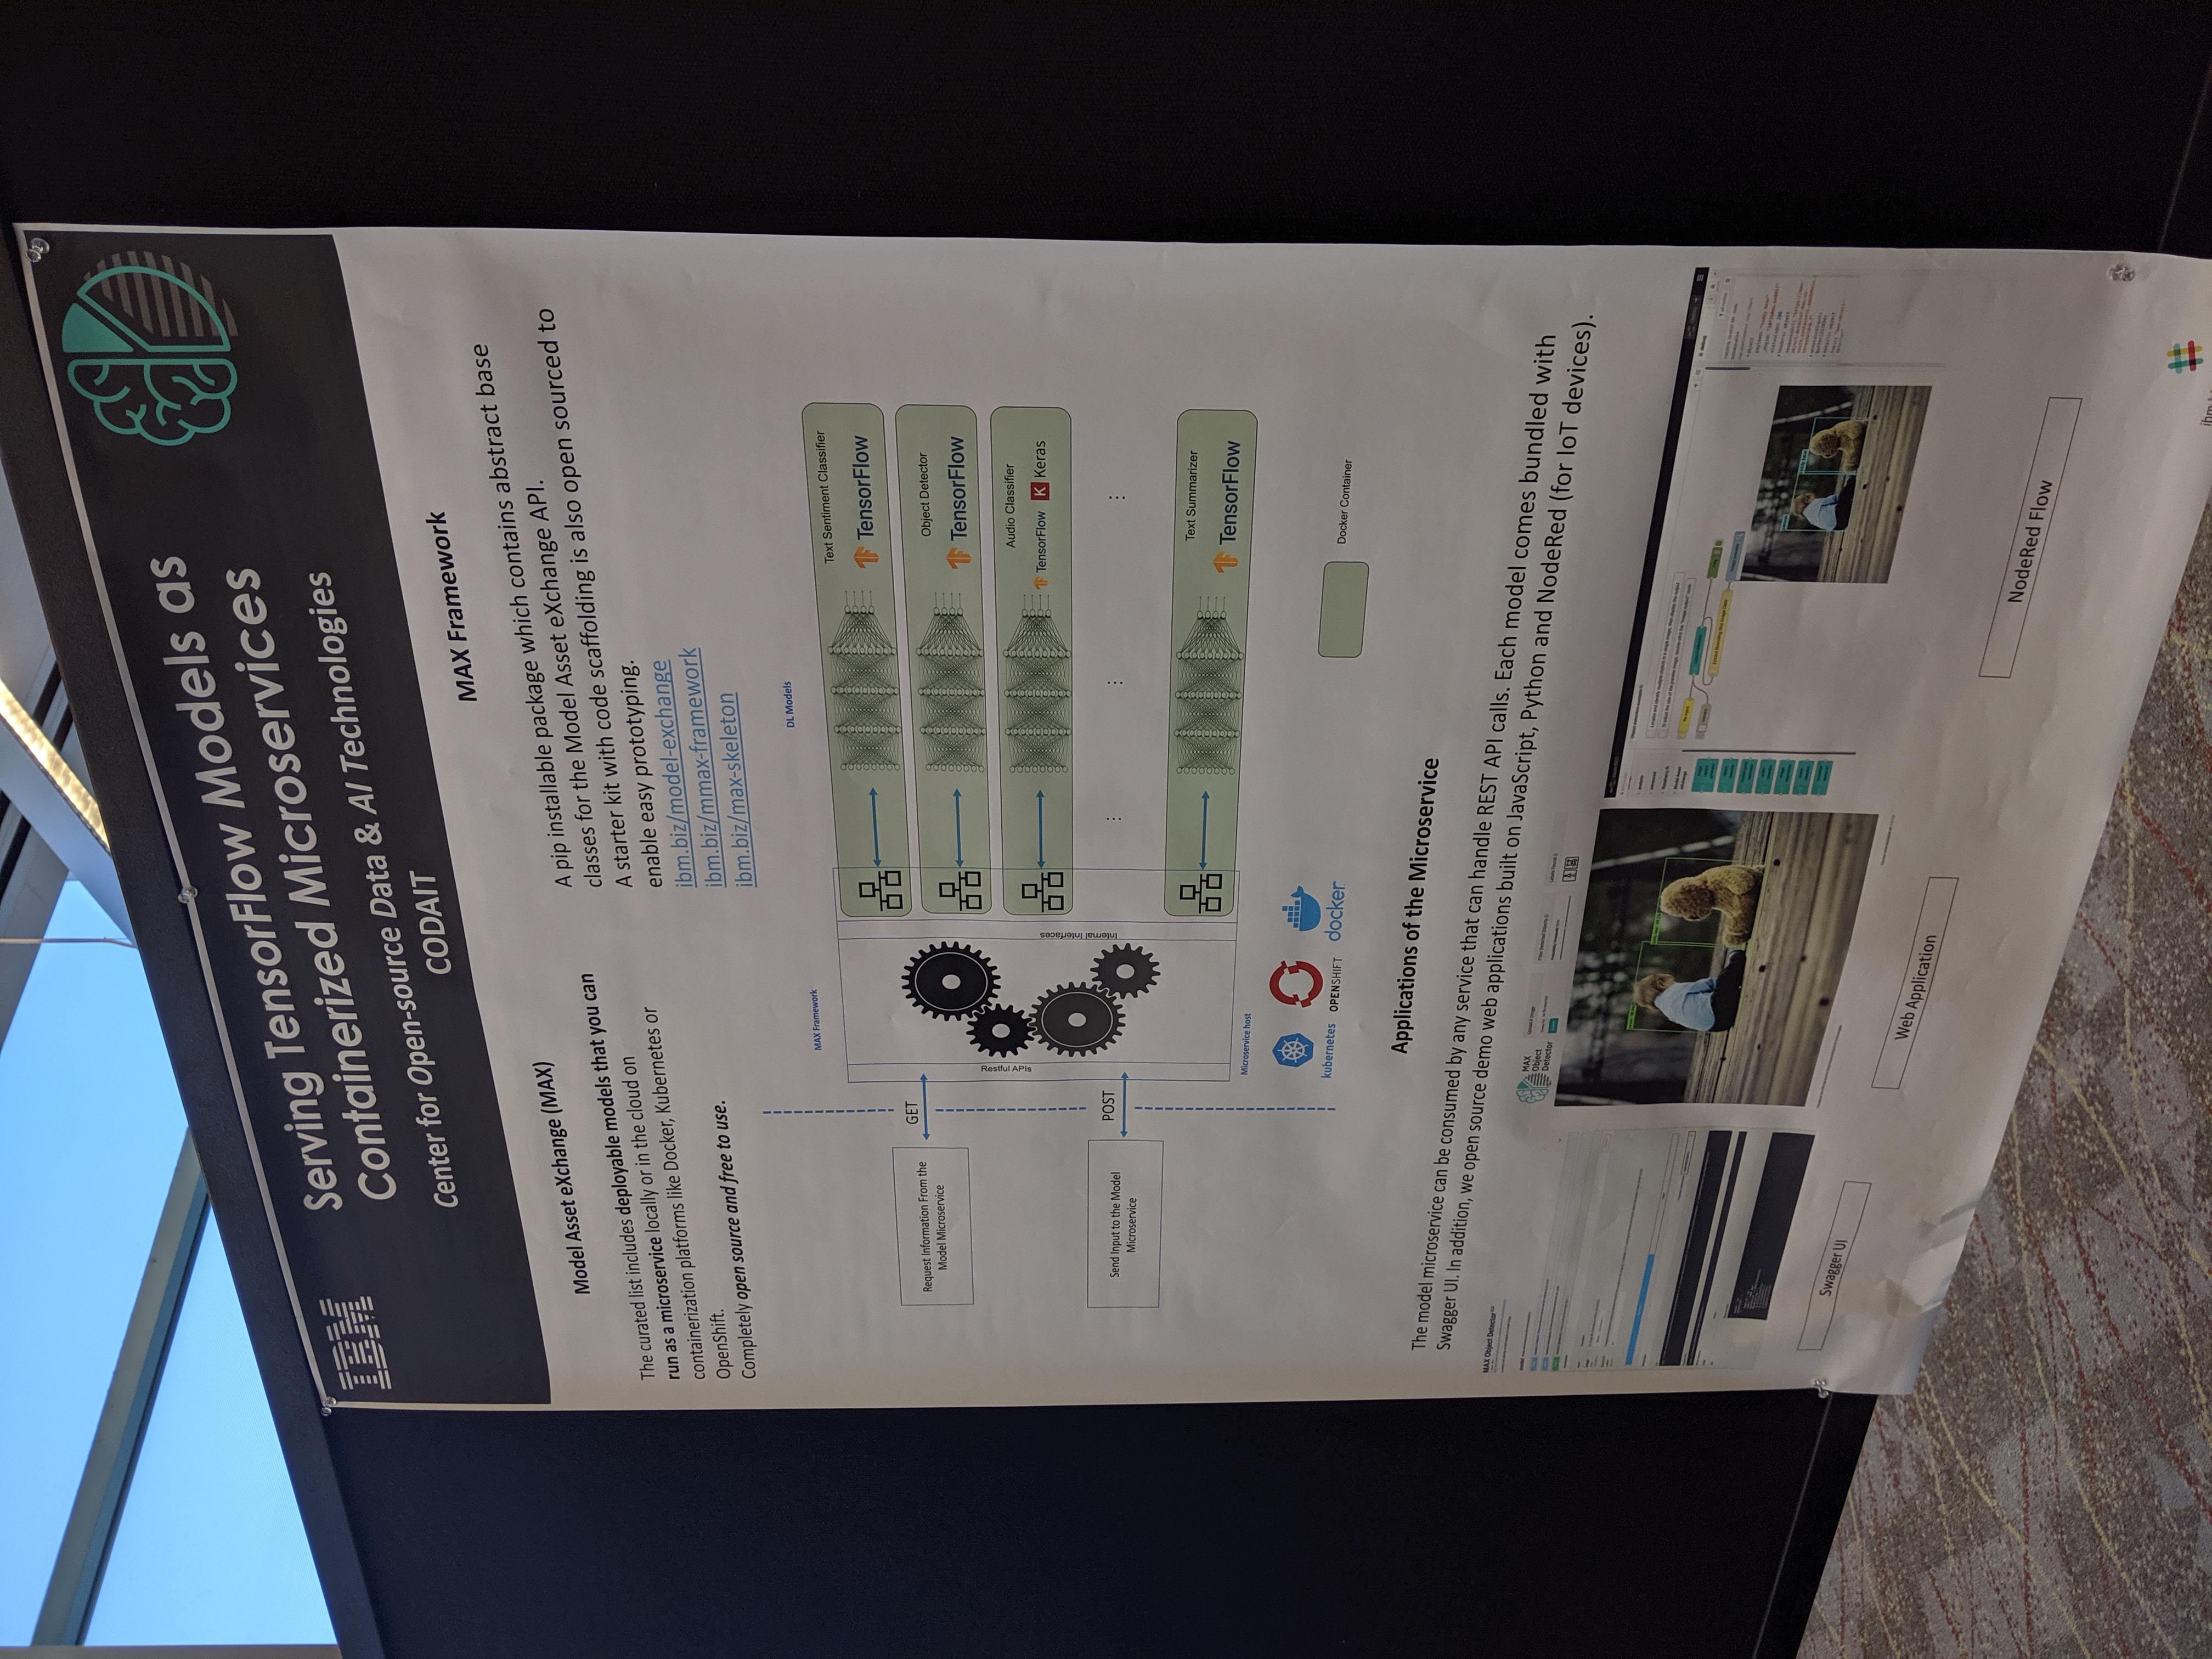 IBM
Serving TensorFlow Models as
Containerized Microservices
Center for Open-source Data & AI Technologies
CODAIT
Model Asset eXchange (MAX)
The curated list includes deployable models that you can
run as a microservice locally or in the cloud on
containerization platforms like Docker, Kubernetes or
OpenShift.
Completely open source and free to use.
MAX Framework
A pip installable package which contains abstract base
classes for the Model Asset eXchange API.
A starter kit with code scaffolding is also open sourced to
enable easy prototyping.
ibm.biz/model-exchange
ibm.biz/mmax-framework
ibm.biz/max-skeleton
MAX Framework
DL Models
Request Information From the
Model Microservice
GET
Send Input to the Model
Microservice
POST
Restful APIs
Internal Interfaces
Text Sentiment Classifier
TensorFlow
Object Detector
TensorFlow
Audio Classifier
TensorFlow K Keras
Text Summarizer
TensorFlow
Microservice host
kubernetes
OPENSHIFT
docker
Docker Container
Applications of the Microservice
The model microservice can be consumed by any service that can handle REST API calls. Each model comes bundled with
Swagger UI. In addition, we open source demo web applications built on JavaScript, Python and NodeRed (for IoT devices).
MAX Object Detector
MAX
Object
Detector
Upload An Image
Labels Found
debug
Swagger UI
Web Application
NodeRed Flow